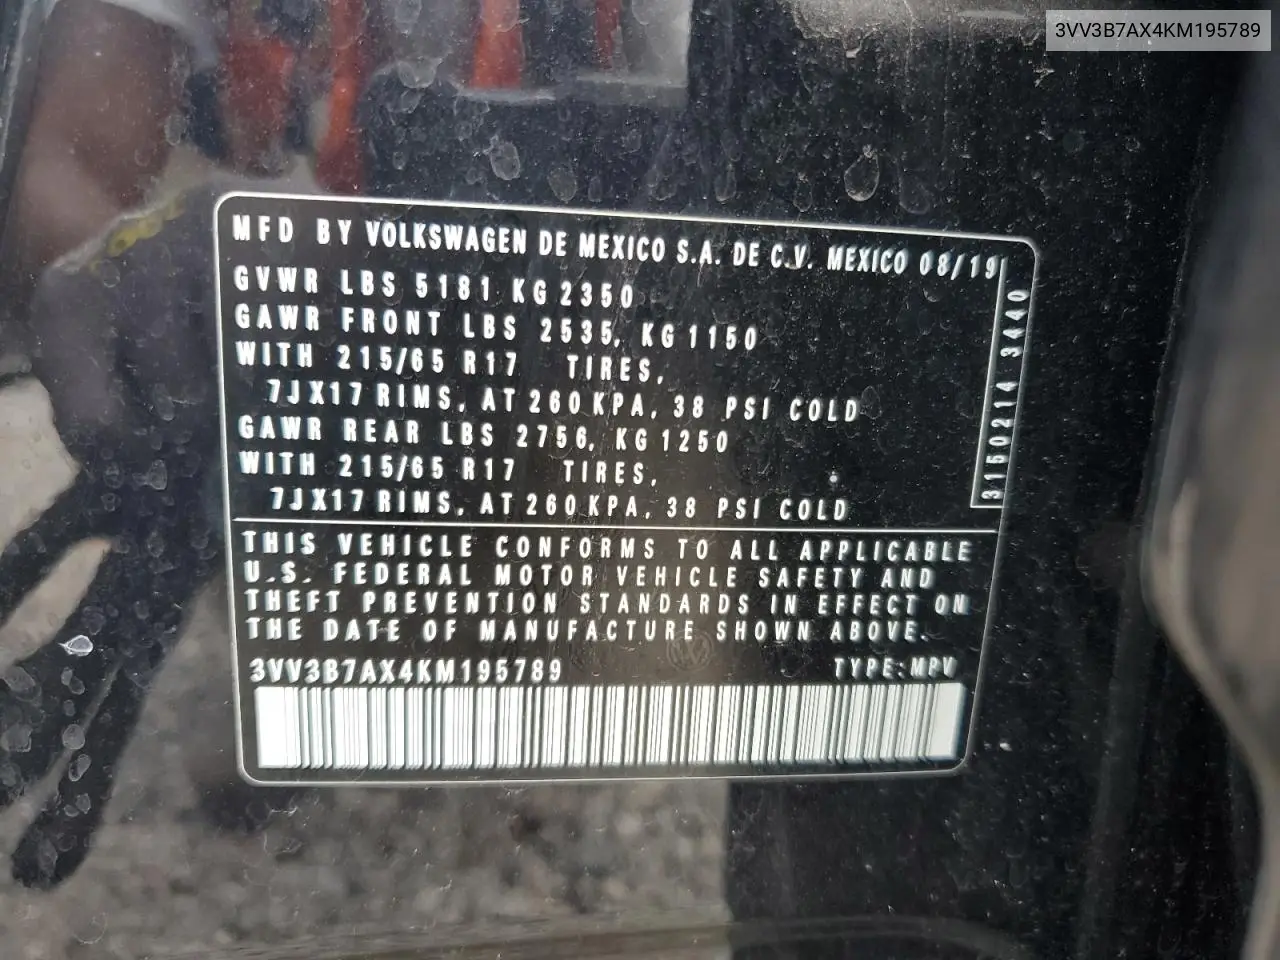 3VV3B7AX4KM195789
MFD BY VOLKSWAGEN DE MEXICO S.A. DE C.V. MEXICO 08/19
GVWR LBS 5181 KG 2350
GAWR FRONT LBS 2535, KG 1150
WITH 215/65 R17 TIRES,
7JX17 RIMS, AT 260 KPA, 38 PSI COLD
GAWR REAR LBS 2756, KG 1250
WITH 215/65 R17 TIRES,
7JX17 RIMS, AT 260 KPA, 38 PSI COLD
3150214 3440
THIS VEHICLE CONFORMS TO ALL APPLICABLE
U.S. FEDERAL MOTOR VEHICLE SAFETY AND
THEFT PREVENTION STANDARDS IN EFFECT ON
THE DATE OF MANUFACTURE SHOWN ABOVE.
3VV3B7AX4KM195789 TYPE:MPV